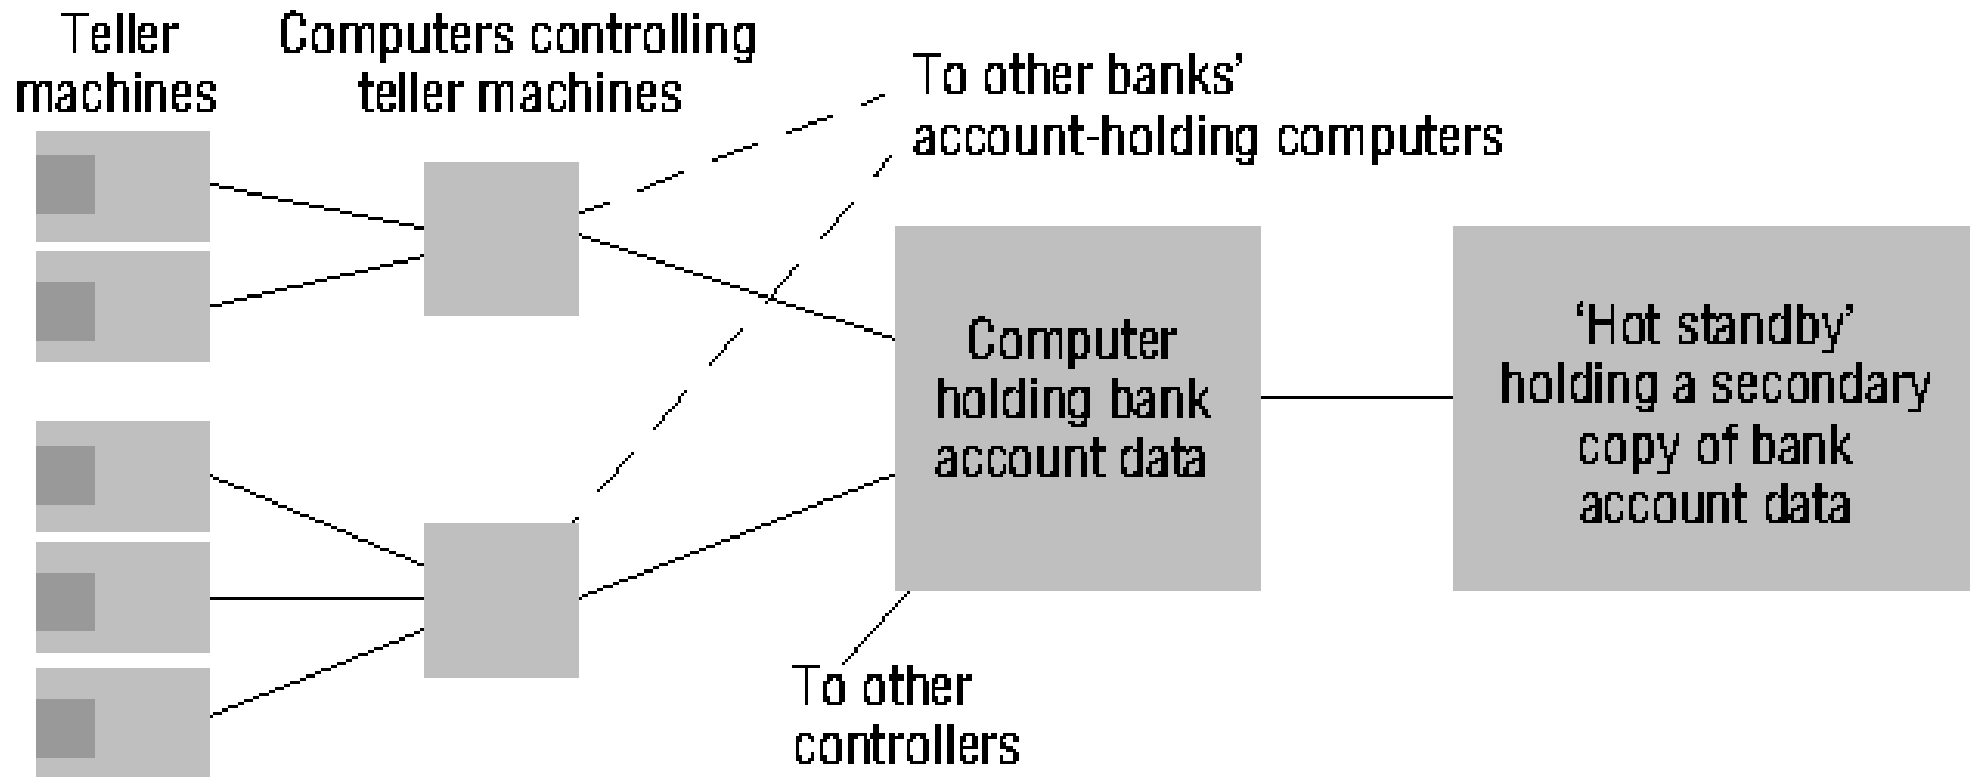 Teller
machines
Computers controlling
teller machines
To other banks’
account-holding computers
Computer
holding bank
account data
‘Hot standby’
holding a secondary
copy of bank
account data
To other
controllers